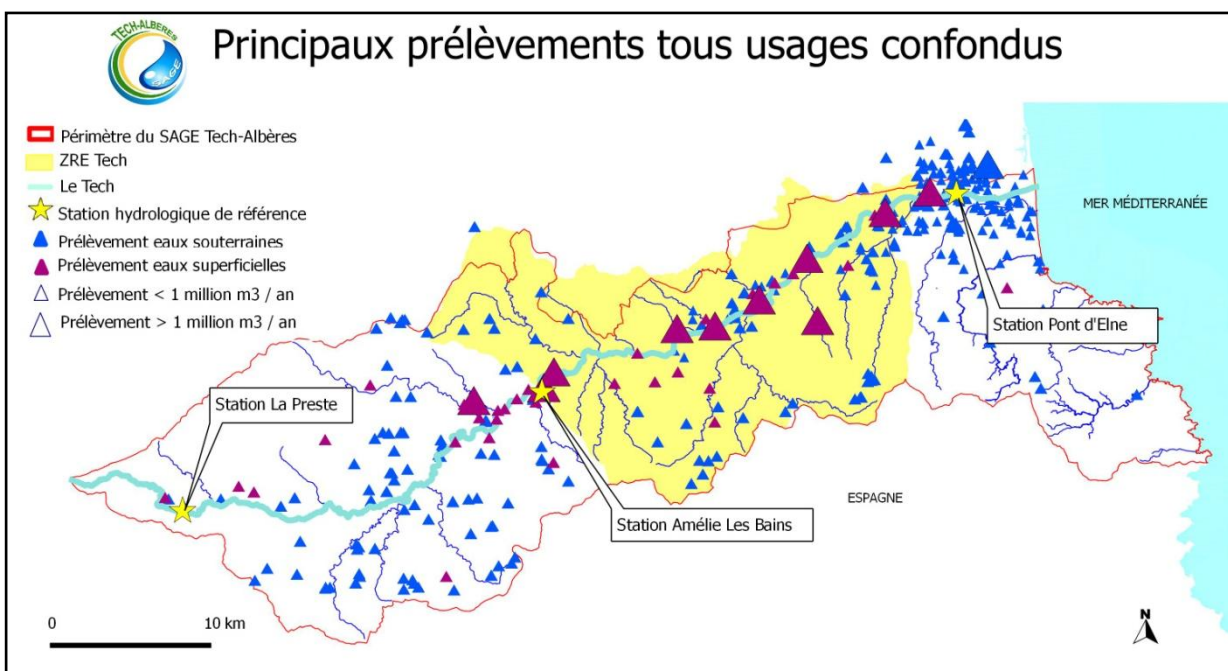 TECH-ALBERES
SAGE
Principaux prélèvements tous usages confondus
Périmètre du SAGE Tech-Albères
ZRE Tech
Le Tech
Station hydrologique de référence
Prélèvement eaux souterraines
Prélèvement eaux superficielles
Prélèvement < 1 million m3 / an
Prélèvement > 1 million m3 / an
MER MÉDITERRANÉE
Station Pont d'Elne
Station La Preste
ESPAGNE
Station Amélie Les Bains
0 10 km
N